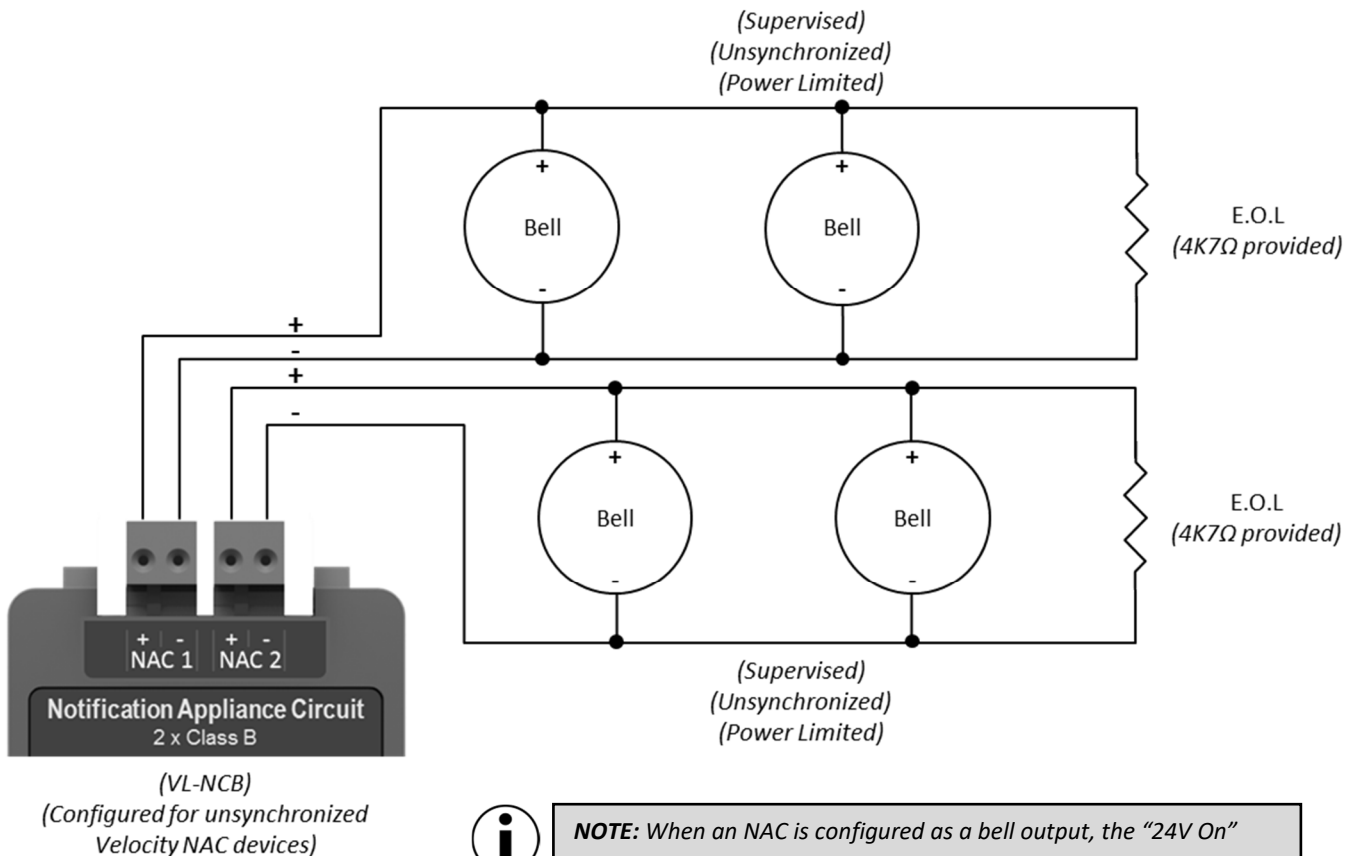 (Supervised)
(Unsynchronized)
(Power Limited)
+
+
Bell
Bell
-
-
E.O.L
(4K7Ω provided)
+
-
+
-
+
+
Bell
Bell
-
-
E.O.L
(4K7Ω provided)
+ - + -
NAC 1 NAC 2
Notification Appliance Circuit
2 x Class B
(Supervised)
(Unsynchronized)
(Power Limited)
(VL-NCB)
(Configured for unsynchronized
Velocity NAC devices)
i
NOTE: When an NAC is configured as a bell output, the “24V On”